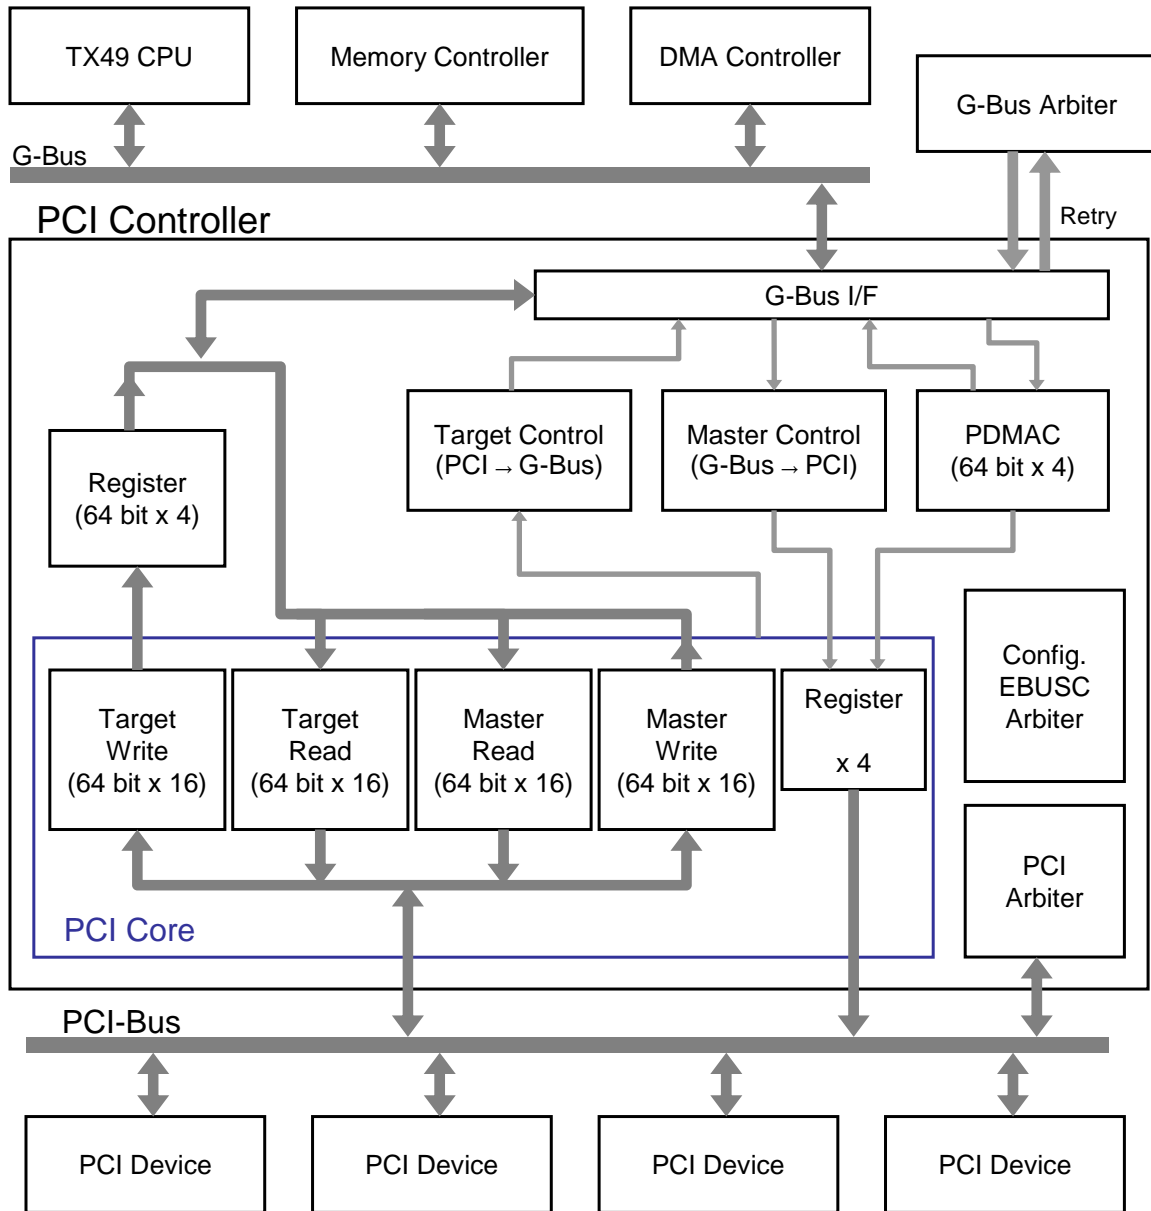 TX49 CPU
Memory Controller
DMA Controller
G-Bus Arbiter
G-Bus
Retry
PCI Controller
G-Bus I/F
Target Control
(PCI → G-Bus)
Master Control
(G-Bus → PCI)
PDMAC
(64 bit x 4)
Register
(64 bit x 4)
Target
Write
(64 bit x 16)
Target
Read
(64 bit x 16)
Master
Read
(64 bit x 16)
Master
Write
(64 bit x 16)
Register
x 4
Config.
EBUSC
Arbiter
PCI
Arbiter
PCI Core
PCI-Bus
PCI Device
PCI Device
PCI Device
PCI Device